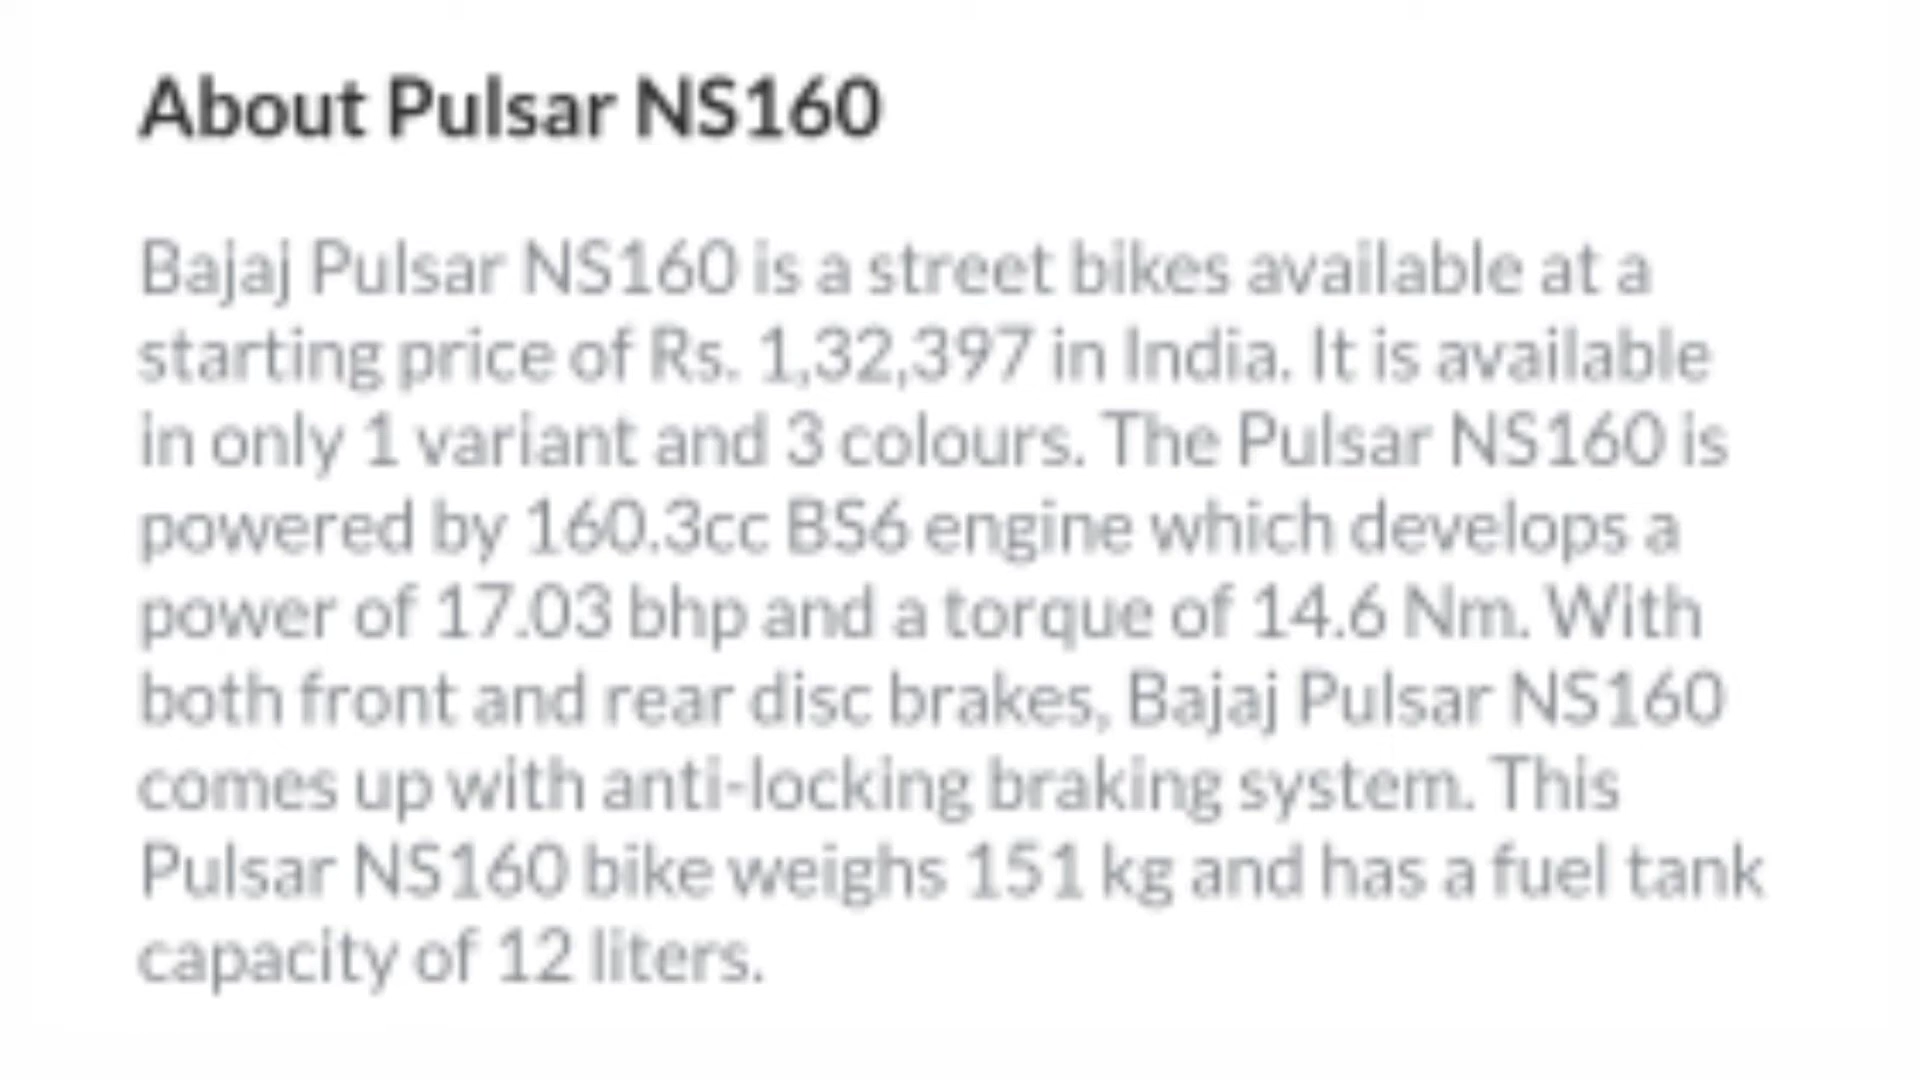 About Pulsar NS160
Bajaj Pulsar NS160 is a street bikes available at a
starting price of Rs. 1,32,397 in India. It is available
in only 1 variant and 3 colours. The Pulsar NS160 is
powered by 160.3cc BS6 engine which develops a
power of 17.03 bhp and a torque of 14.6 Nm. With
both front and rear disc brakes, Bajaj Pulsar NS160
comes up with anti-locking braking system. This
Pulsar NS160 bike weighs 151 kg and has a fuel tank
capacity of 12 liters.